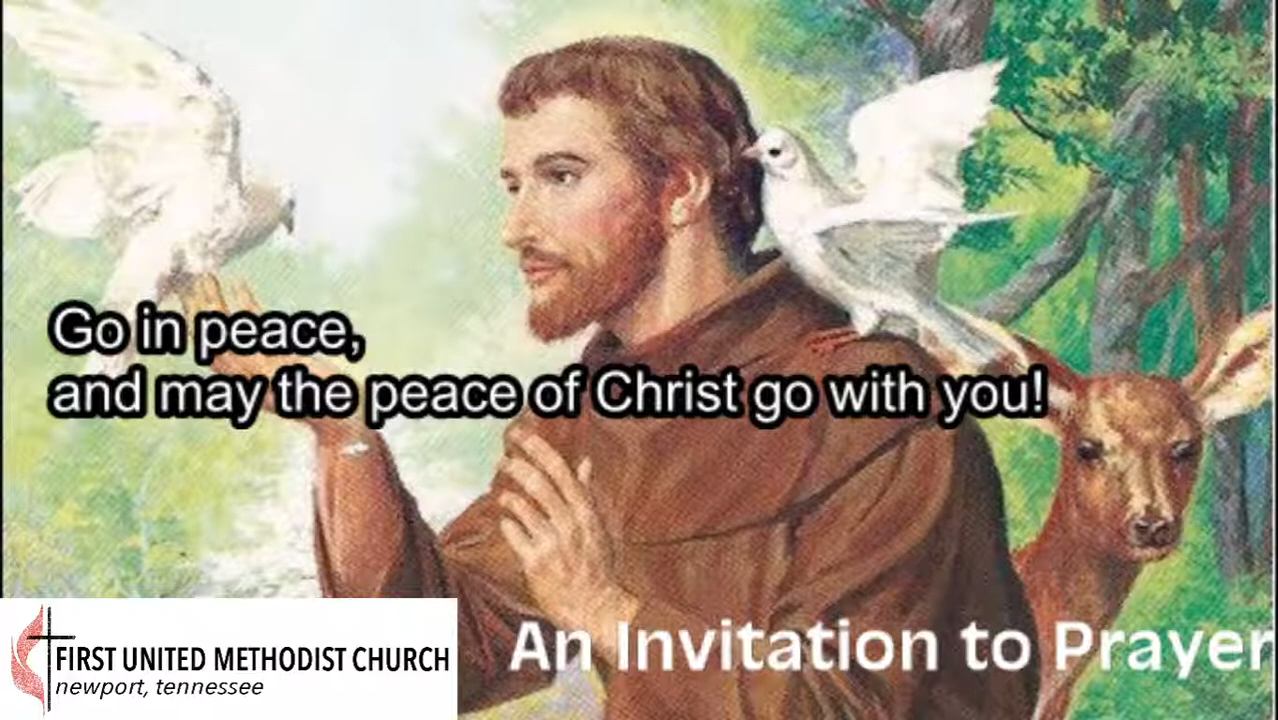 Go in peace,
and may the peace of Christ go with you!
An Invitation to Prayer
FIRST UNITED METHODIST CHURCH
newport, tennessee